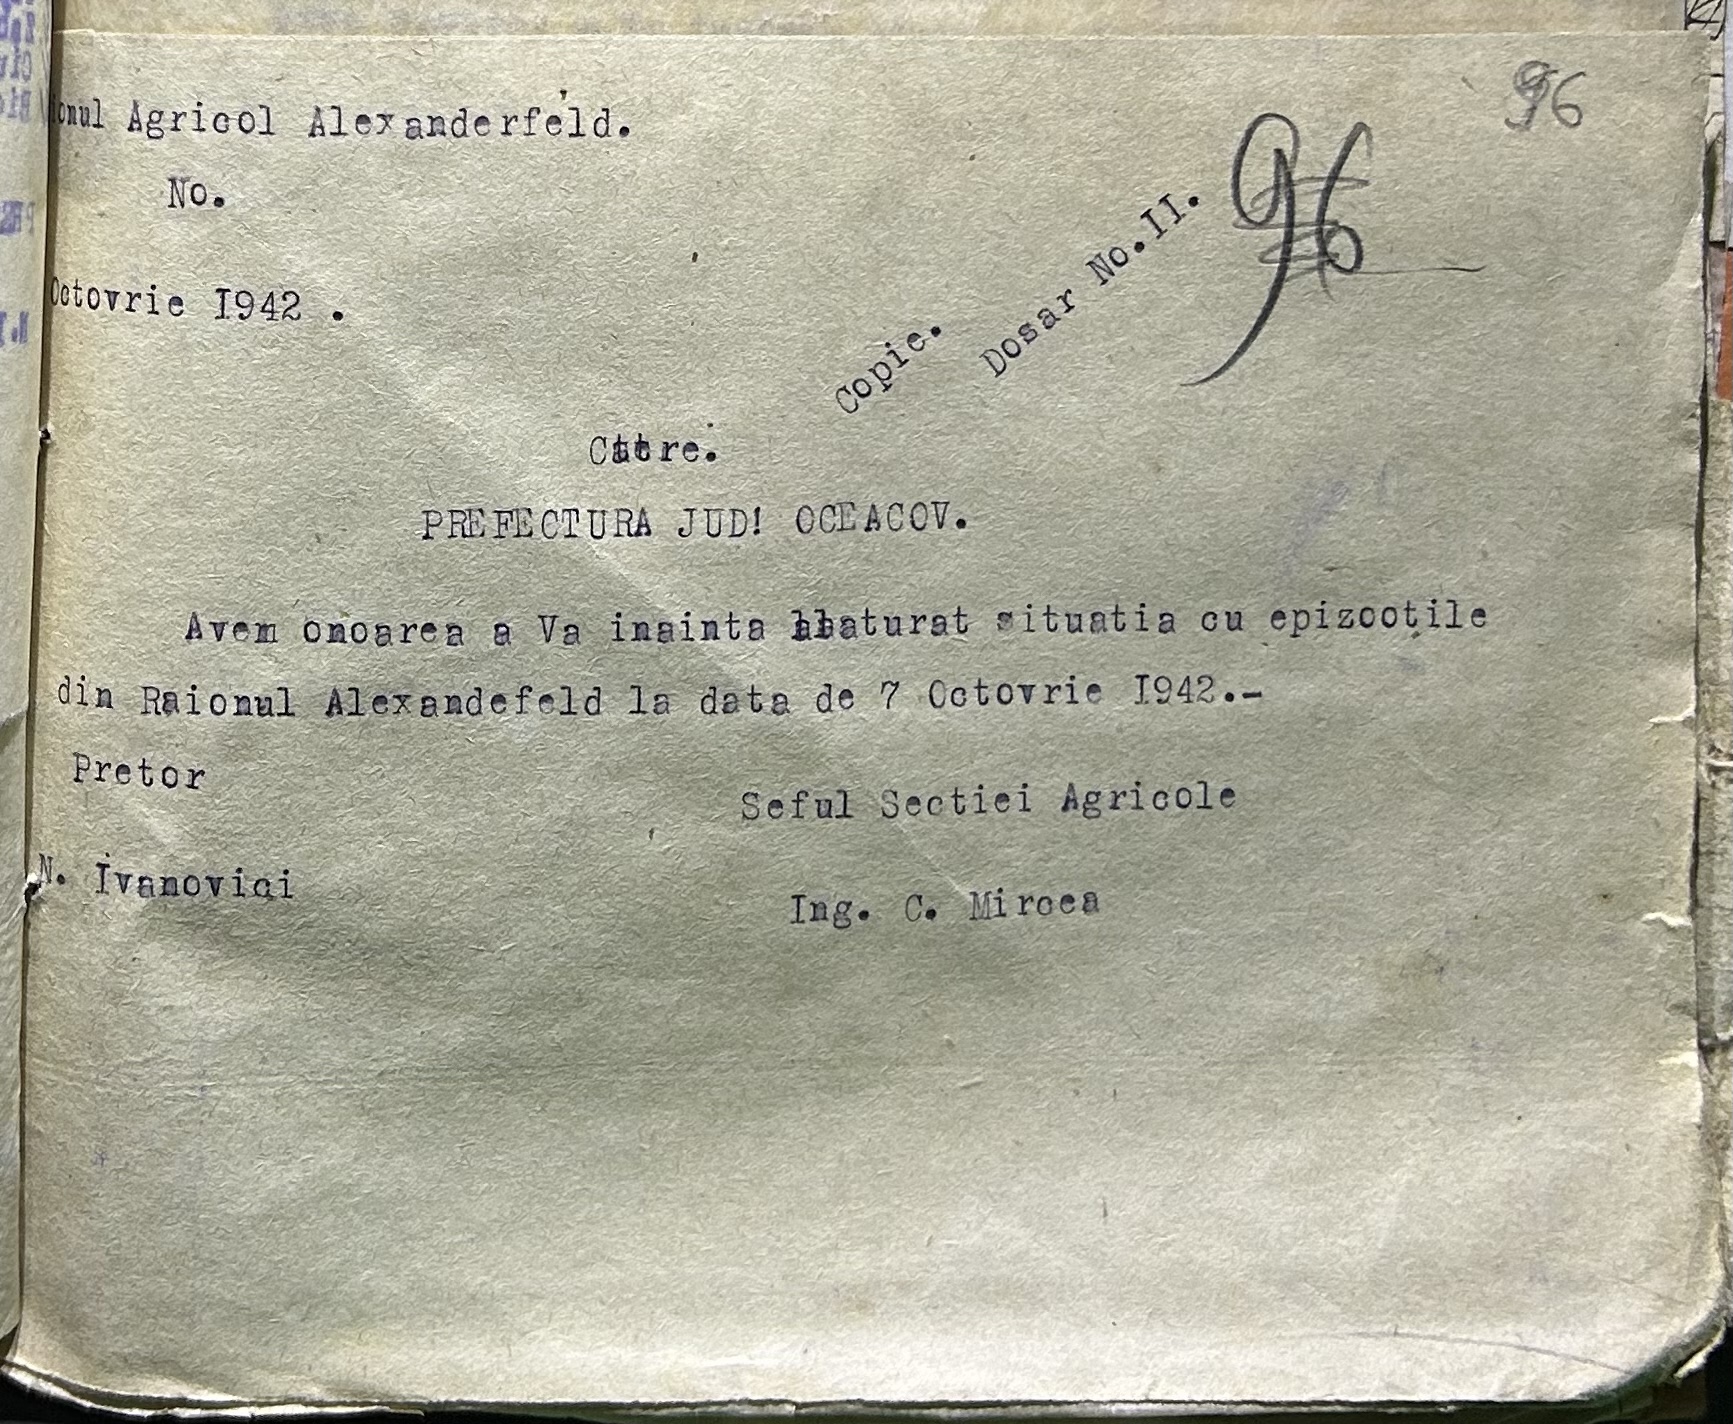 96
onul Agricol Alexanderfeld.
No.
96
Octovrie I942 .
Copie.
Dosar No.II.
Catre.
PREFECTURA JUD! OCEACOV.
Avem onoarea a Va inainta alaturat situatia cu epizootile
din Raionul Alexandefeld la data de 7 Octovrie I942.-
Pretor
Seful Sectiei Agricole
N. Ivanovici
Ing. C. Mircea